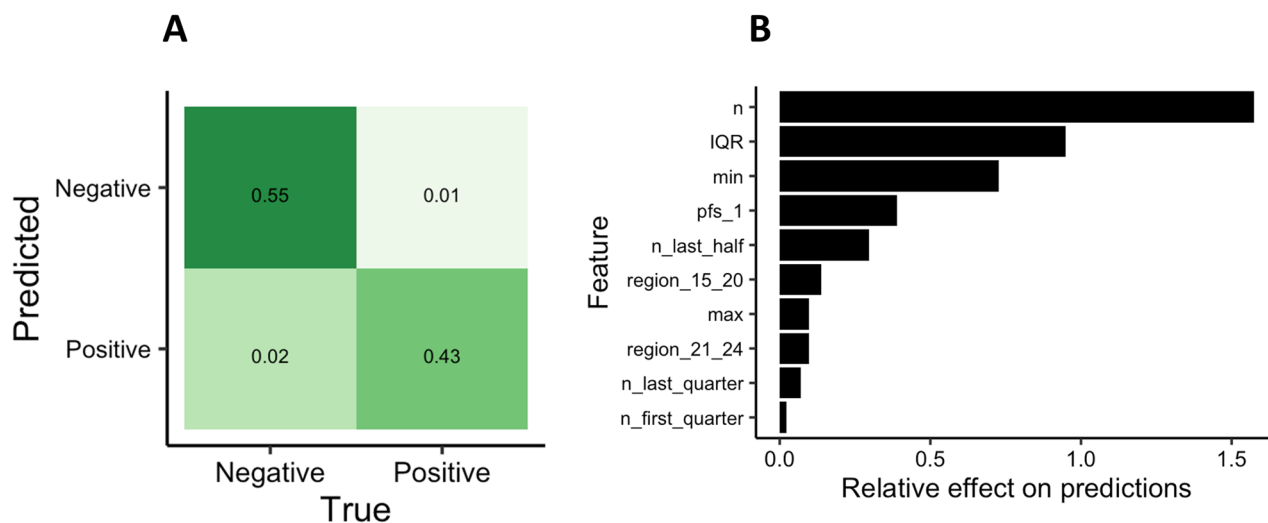 A
Predicted
Negative
Positive
0.55
0.01
0.02
0.43
Negative
Positive
True
B
Feature
n
IQR
min
pfs_1
n_last_half
region_15_20
max
region_21_24
n_last_quarter
n_first_quarter
0.0
0.5
1.0
1.5
Relative effect on predictions